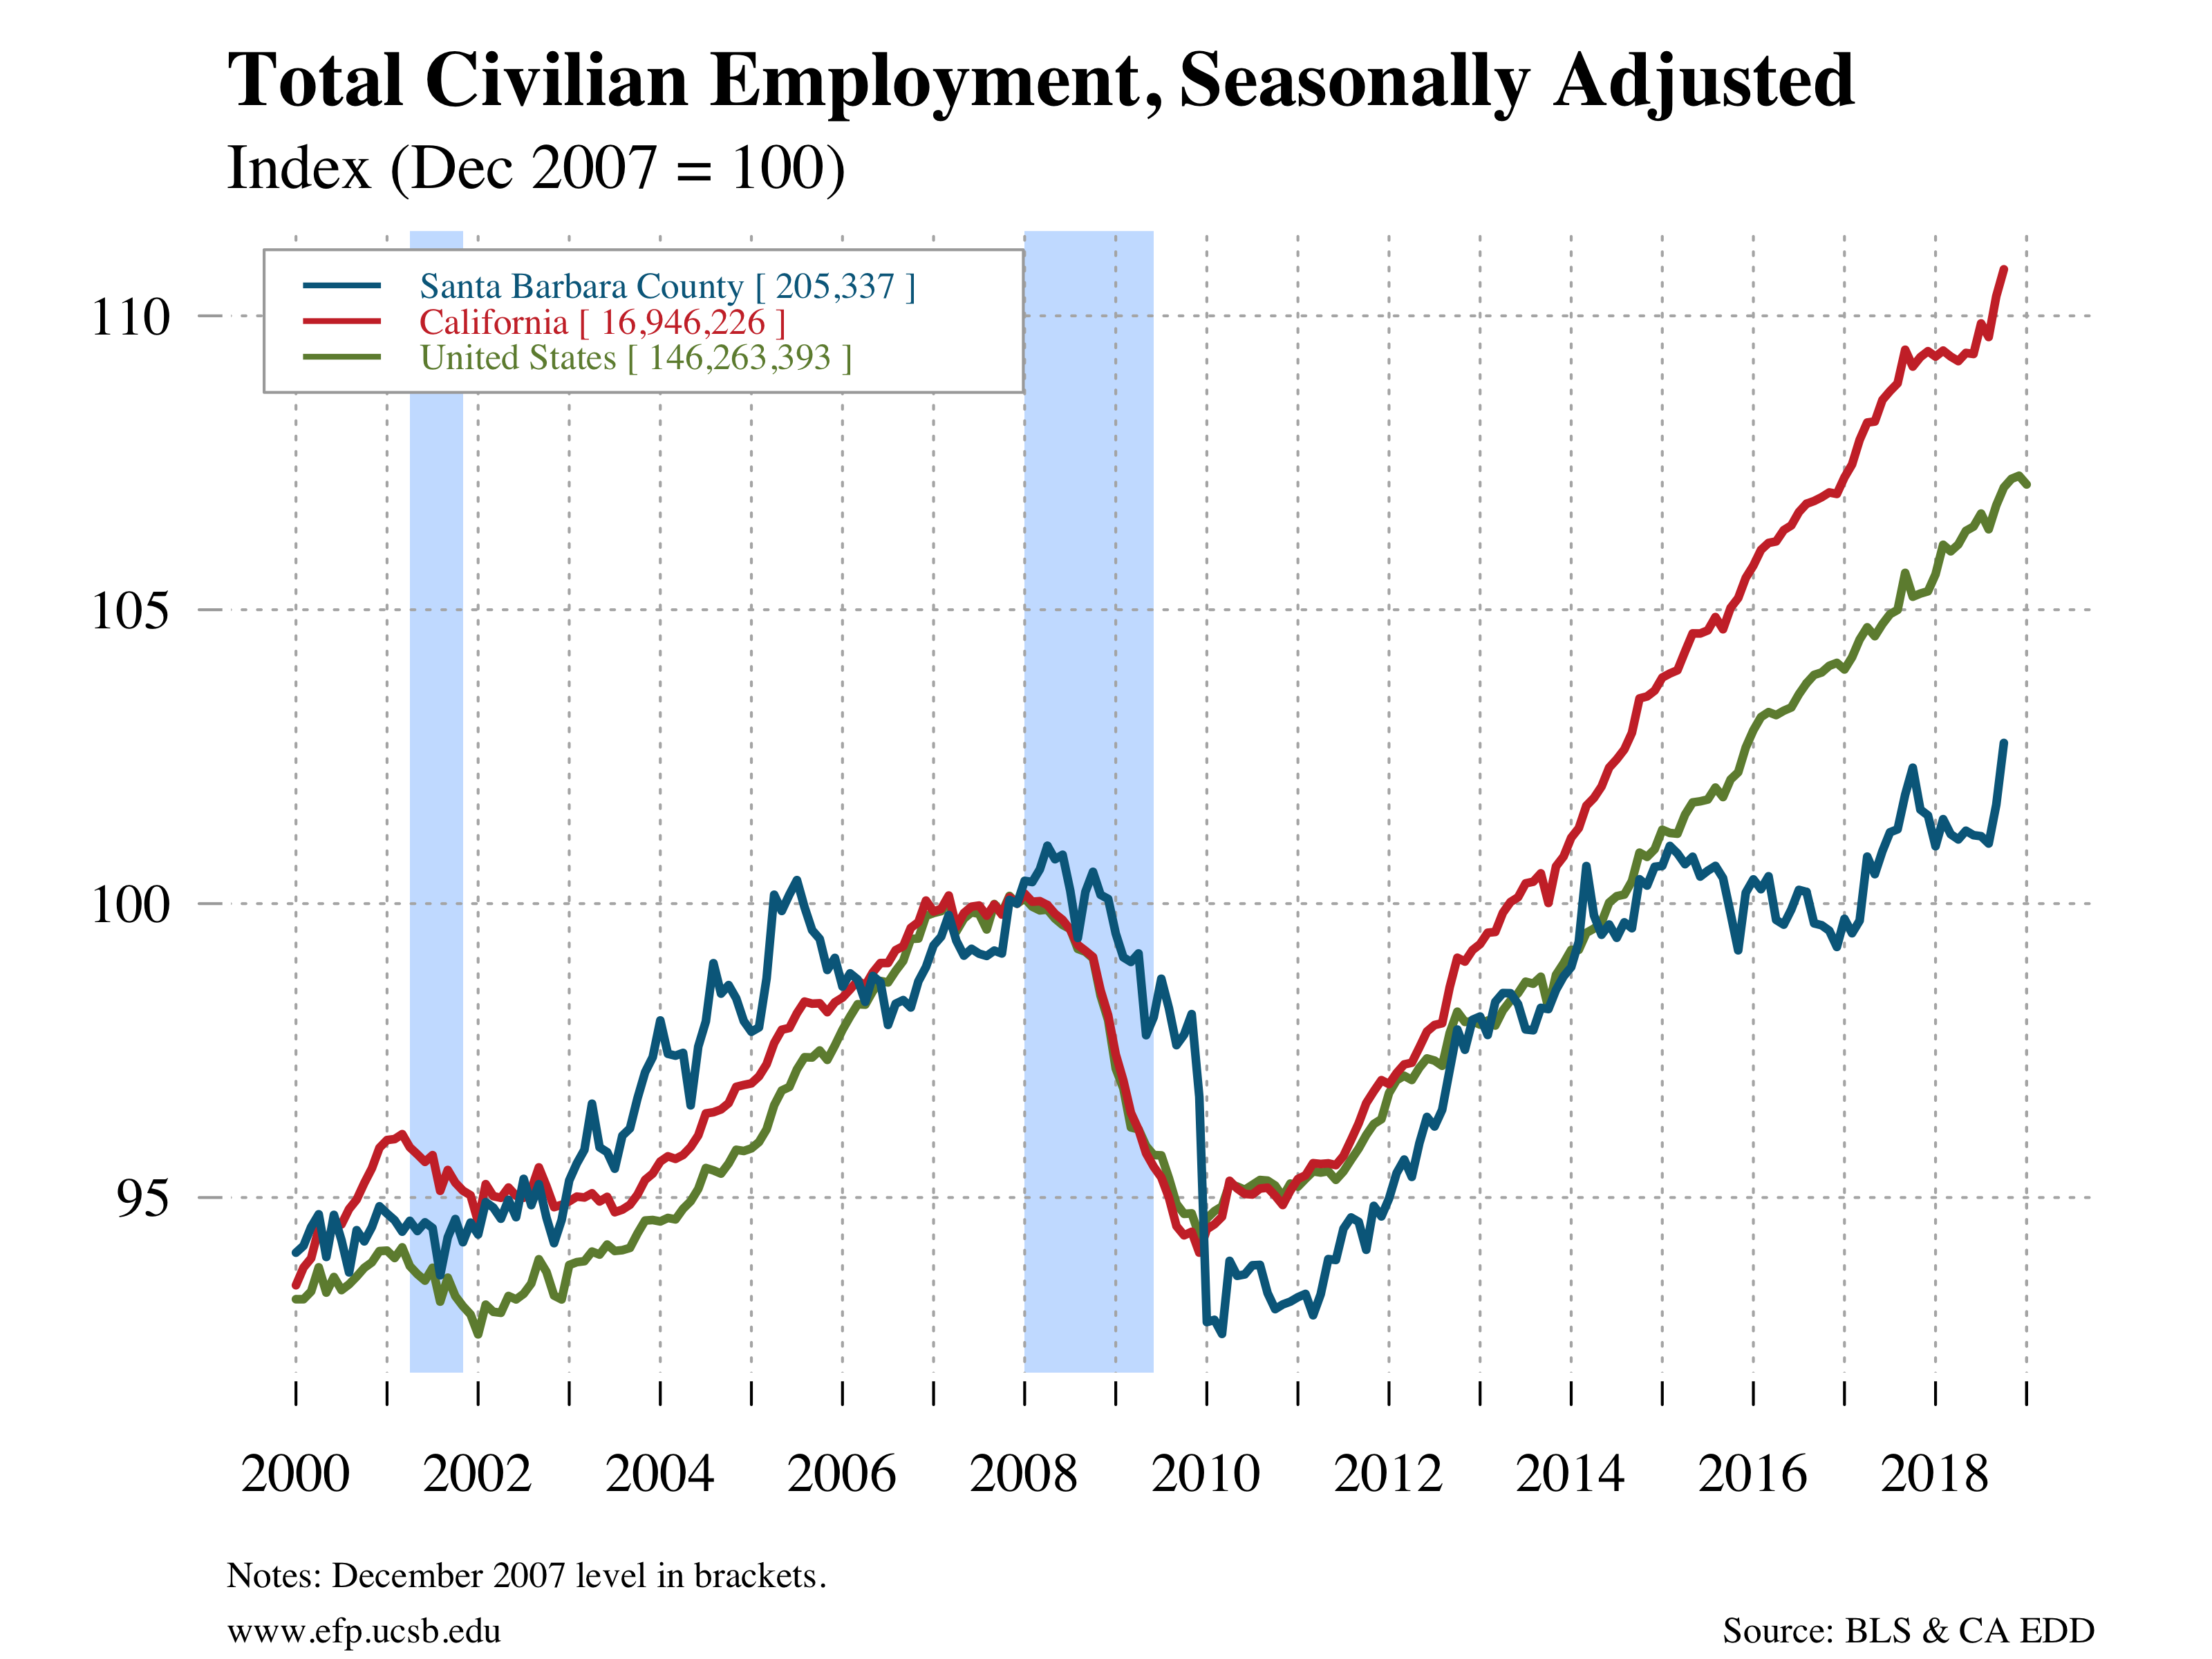 Total Civilian Employment, Seasonally Adjusted
Index (Dec 2007 = 100)
Santa Barbara County [ 205,337 ]
California [ 16,946,226 ]
United States [ 146,263,393 ]
110
105
100
95
2000 2002 2004 2006 2008 2010 2012 2014 2016 2018
Notes: December 2007 level in brackets.
www.efp.ucsb.edu Source: BLS & CA EDD